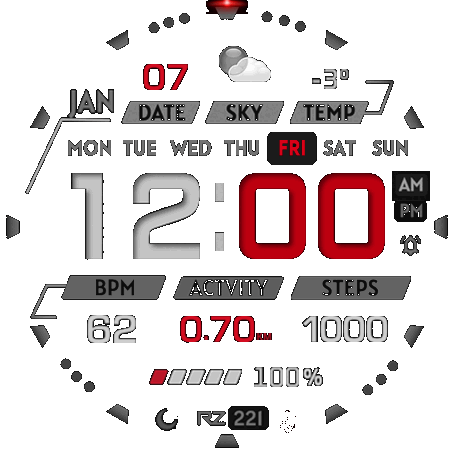 07 -3°
JAN DATE SKY TEMP
MON TUE WED THU FRI SAT SUN
12:00 AM
PM
BPM ACTVITY STEPS
62 0.70KM 1000
100%
RZ 221